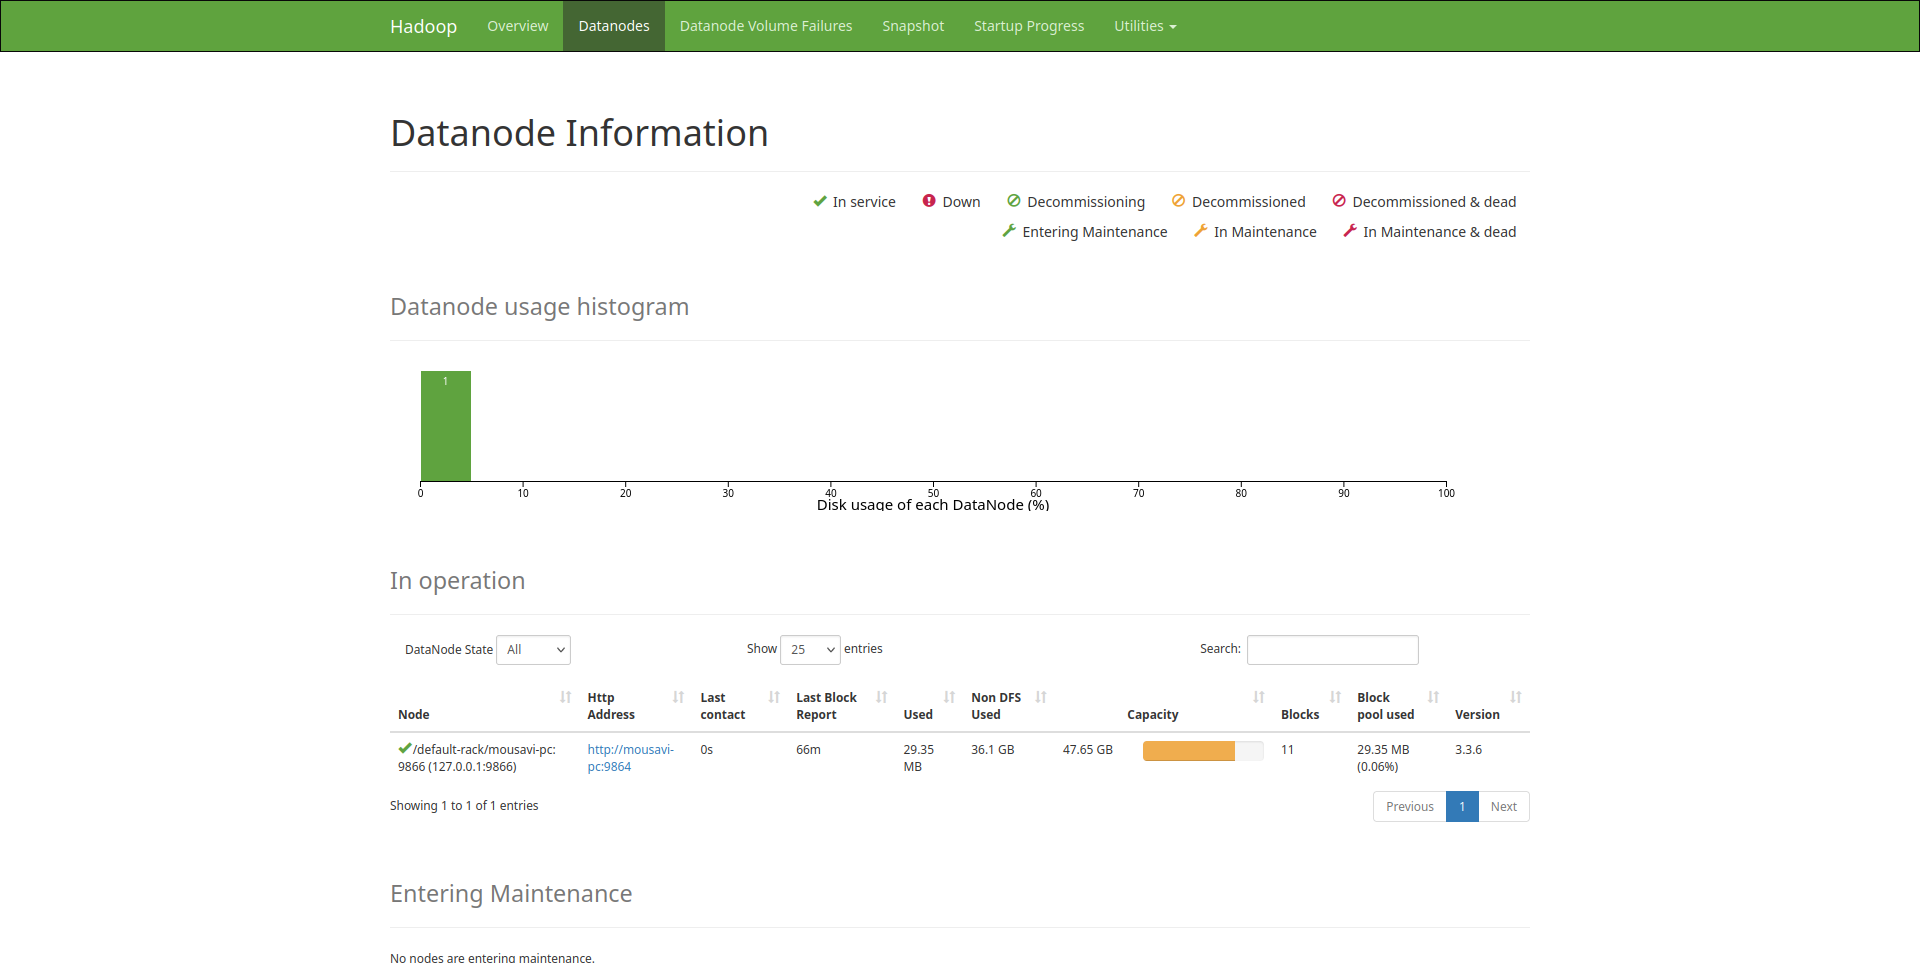 Hadoop Overview Datanodes Datanode Volume Failures Snapshot Startup Progress Utilities
Datanode Information
In service Down Decommissioning Decommissioned Decommissioned & dead
Entering Maintenance In Maintenance In Maintenance & dead
Datanode usage histogram
1
0 10 20 30 40 50 60 70 80 90 100
Disk usage of each DataNode (%)
In operation
DataNode State All Show 25 entries Search:
Http Last Last Block Non DFS Block
Node Address contact Report Used Used Capacity Blocks pool used Version
/default-rack/mousavi-pc: http://mousavi- 0s 66m 29.35 36.1 GB 47.65 GB 11 29.35 MB 3.3.6
9866 (127.0.0.1:9866) pc:9864 MB (0.06%)
Showing 1 to 1 of 1 entries Previous 1 Next
Entering Maintenance
No nodes are entering maintenance.